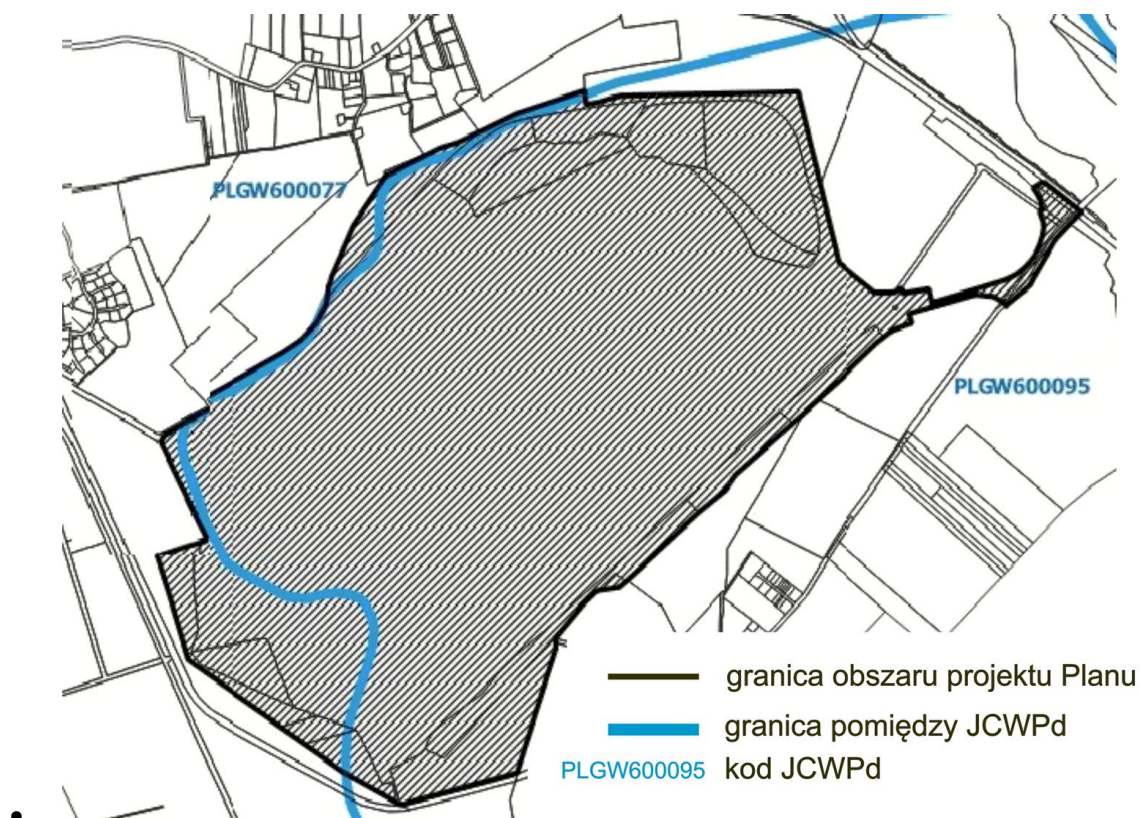 PLGW600077
PLGW600095
granica obszaru projektu Planu
granica pomiędzy JCWPd
PLGW600095 kod JCWPd